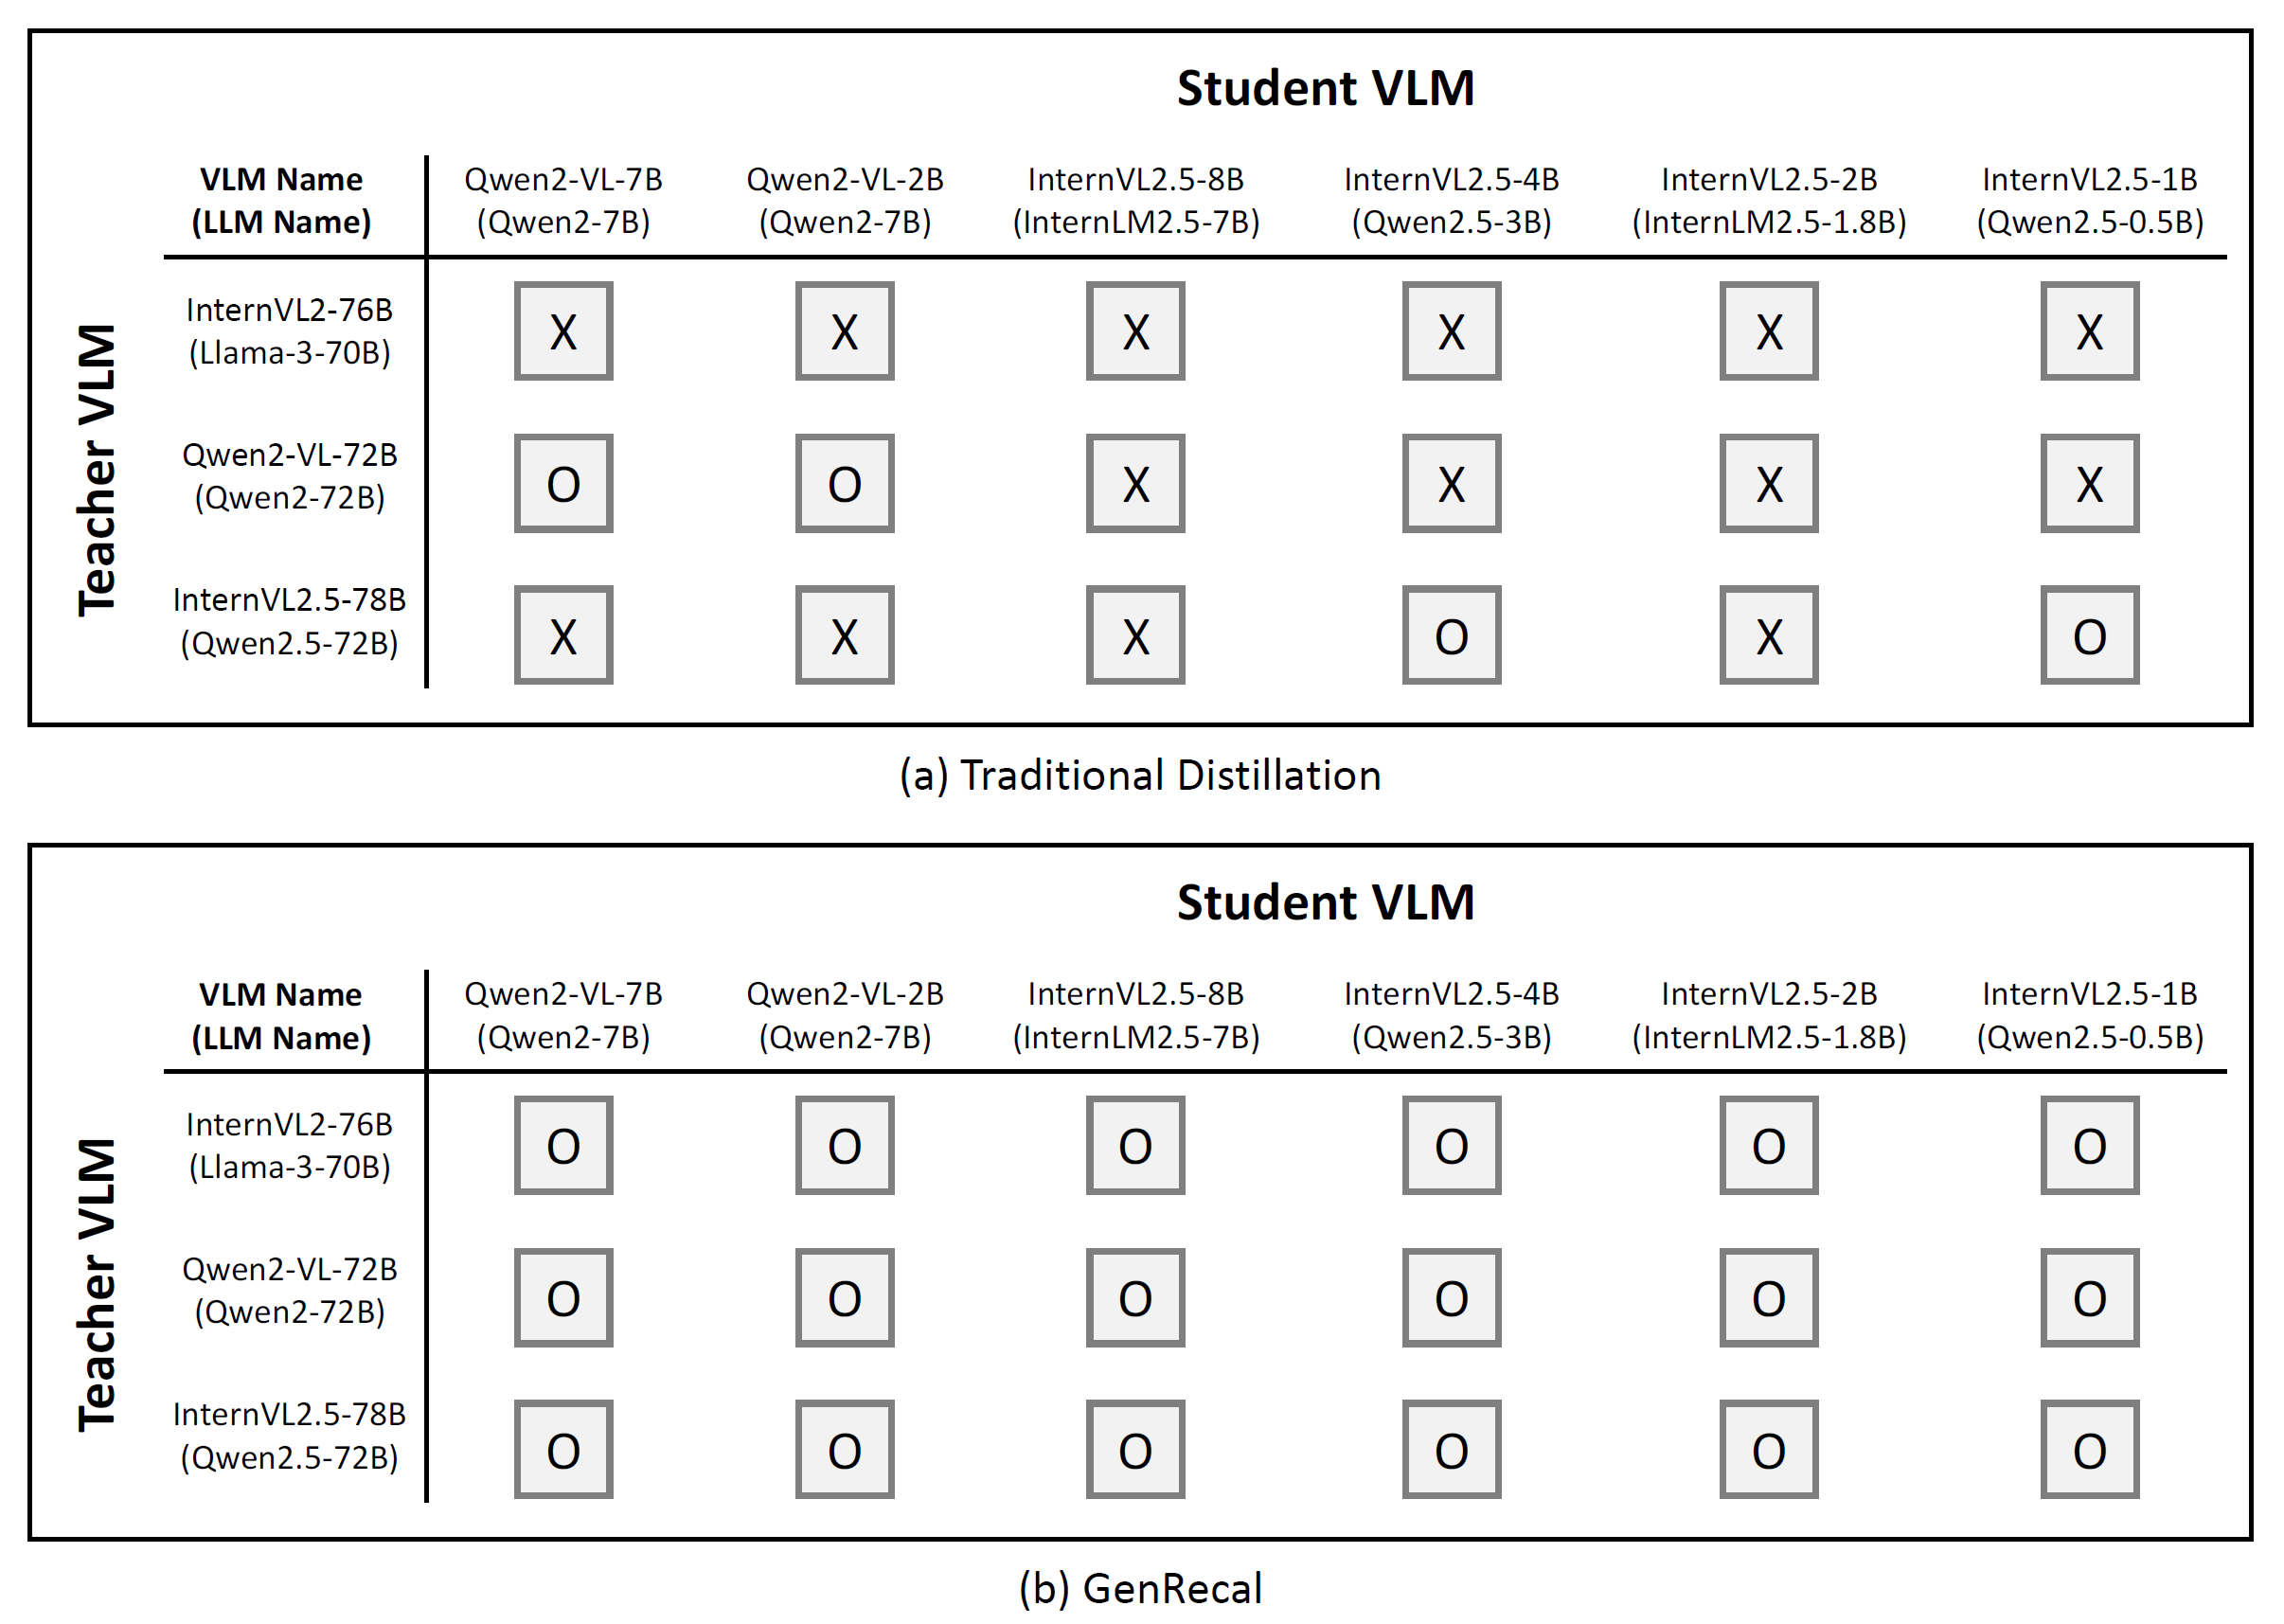 Student VLM
VLM Name Qwen2-VL-7B Qwen2-VL-2B InternVL2.5-8B InternVL2.5-4B InternVL2.5-2B InternVL2.5-1B
(LLM Name) (Qwen2-7B) (Qwen2-7B) (InternLM2.5-7B) (Qwen2.5-3B) (InternLM2.5-1.8B) (Qwen2.5-0.5B)
Teacher VLM
InternVL2-76B
(Llama-3-70B)
X X X X X X
Qwen2-VL-72B
(Qwen2-72B)
O O X X X X
InternVL2.5-78B
(Qwen2.5-72B)
X X X O X O
(a) Traditional Distillation
Student VLM
VLM Name Qwen2-VL-7B Qwen2-VL-2B InternVL2.5-8B InternVL2.5-4B InternVL2.5-2B InternVL2.5-1B
(LLM Name) (Qwen2-7B) (Qwen2-7B) (InternLM2.5-7B) (Qwen2.5-3B) (InternLM2.5-1.8B) (Qwen2.5-0.5B)
Teacher VLM
InternVL2-76B
(Llama-3-70B)
O O O O O O
Qwen2-VL-72B
(Qwen2-72B)
O O O O O O
InternVL2.5-78B
(Qwen2.5-72B)
O O O O O O
(b) GenRecal